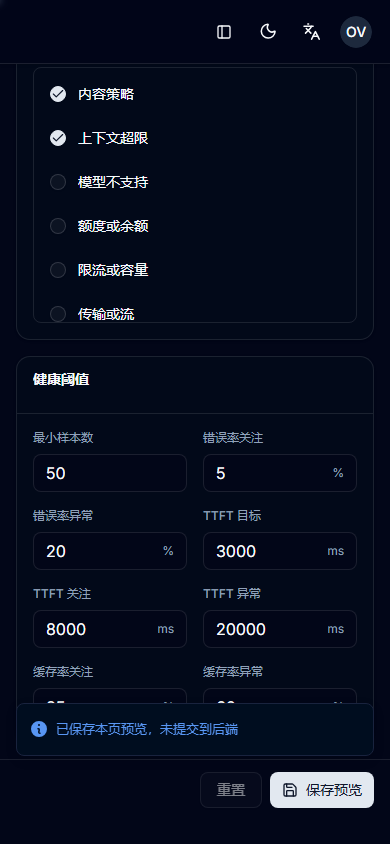 OV
内容策略
上下文超限
模型不支持
额度或余额
限流或容量
传输或流
健康阈值
最小样本数 错误率关注
50 5 %
错误率异常 TTFT 目标
20 % 3000 ms
TTFT 关注 TTFT 异常
8000 ms 20000 ms
缓存率关注 缓存率异常
已保存本页预览，未提交到后端
重置 保存预览